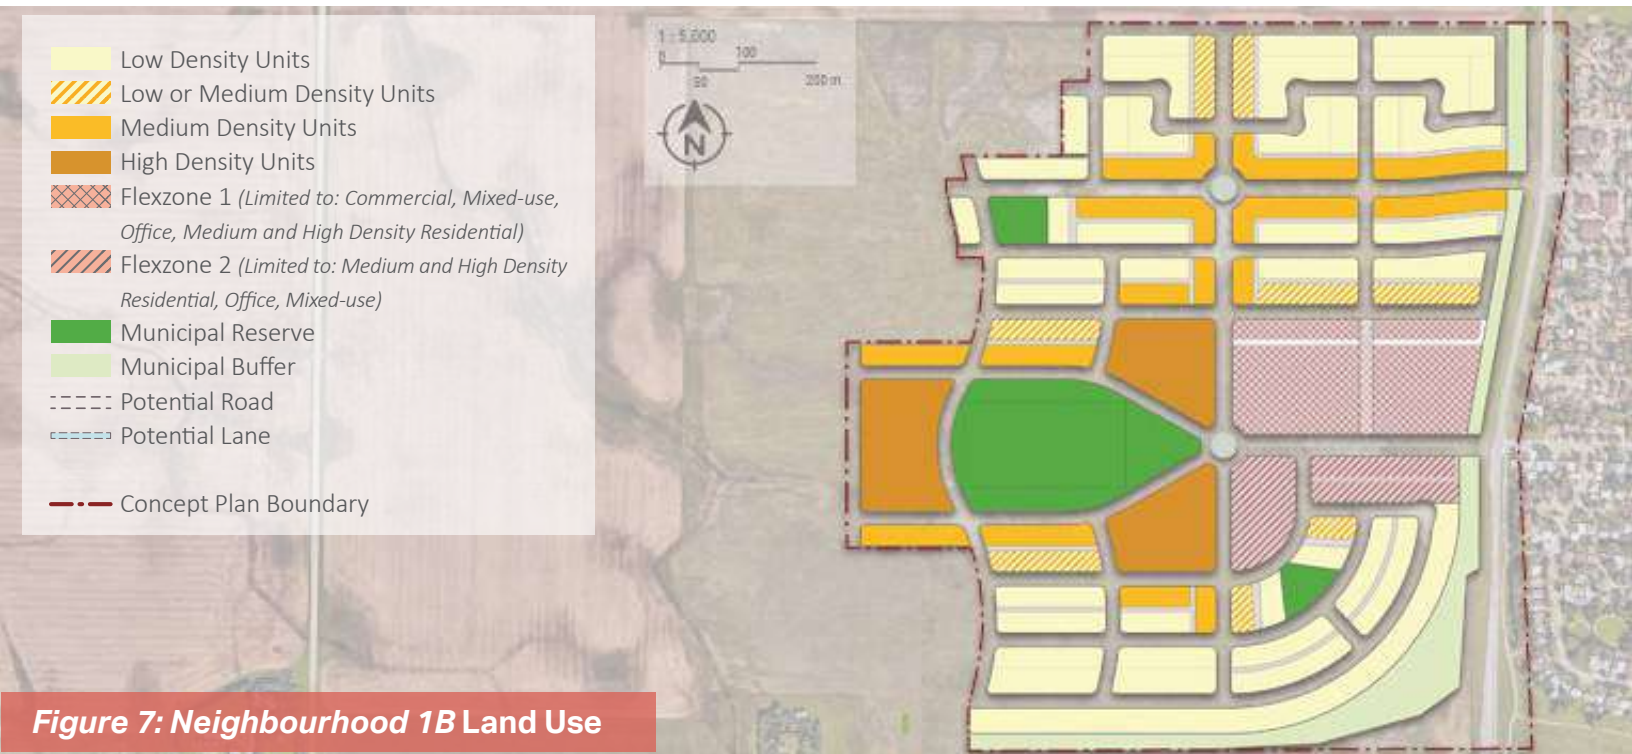 Low Density Units
Low or Medium Density Units
Medium Density Units
High Density Units
Flexzone 1 (Limited to: Commercial, Mixed-use,
Office, Medium and High Density Residential)
Flexzone 2 (Limited to: Medium and High Density
Residential, Office, Mixed-use)
Municipal Reserve
Municipal Buffer
Potential Road
Potential Lane
Concept Plan Boundary
1 : 5,000
0 100
50 200 m
N
Figure 7: Neighbourhood 1B Land Use